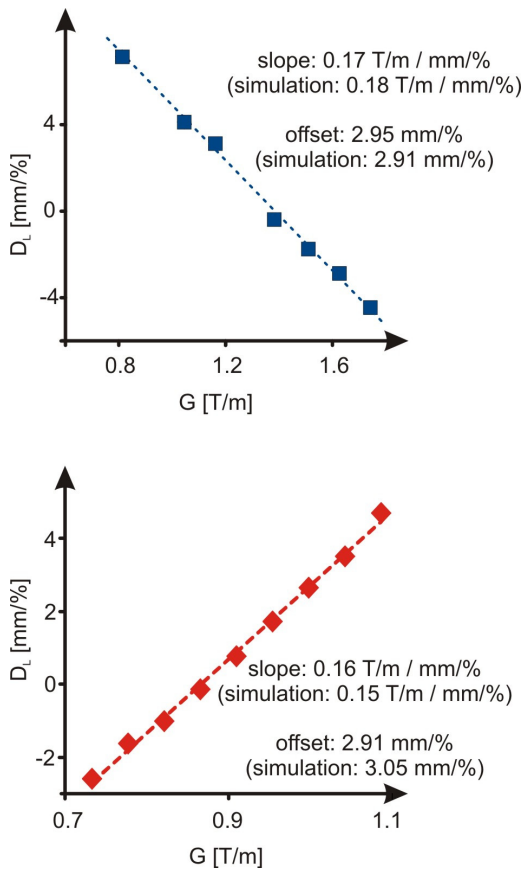 slope: 0.17 T/m / mm/%
(simulation: 0.18 T/m / mm/%)
offset: 2.95 mm/%
(simulation: 2.91 mm/%)
4
0
-4
D_L [mm/%]
0.8 1.2 1.6
G [T/m]
4
2
0
-2
D_L [mm/%]
slope: 0.16 T/m / mm/%
(simulation: 0.15 T/m / mm/%)
offset: 2.91 mm/%
(simulation: 3.05 mm/%)
0.7 0.9 1.1
G [T/m]